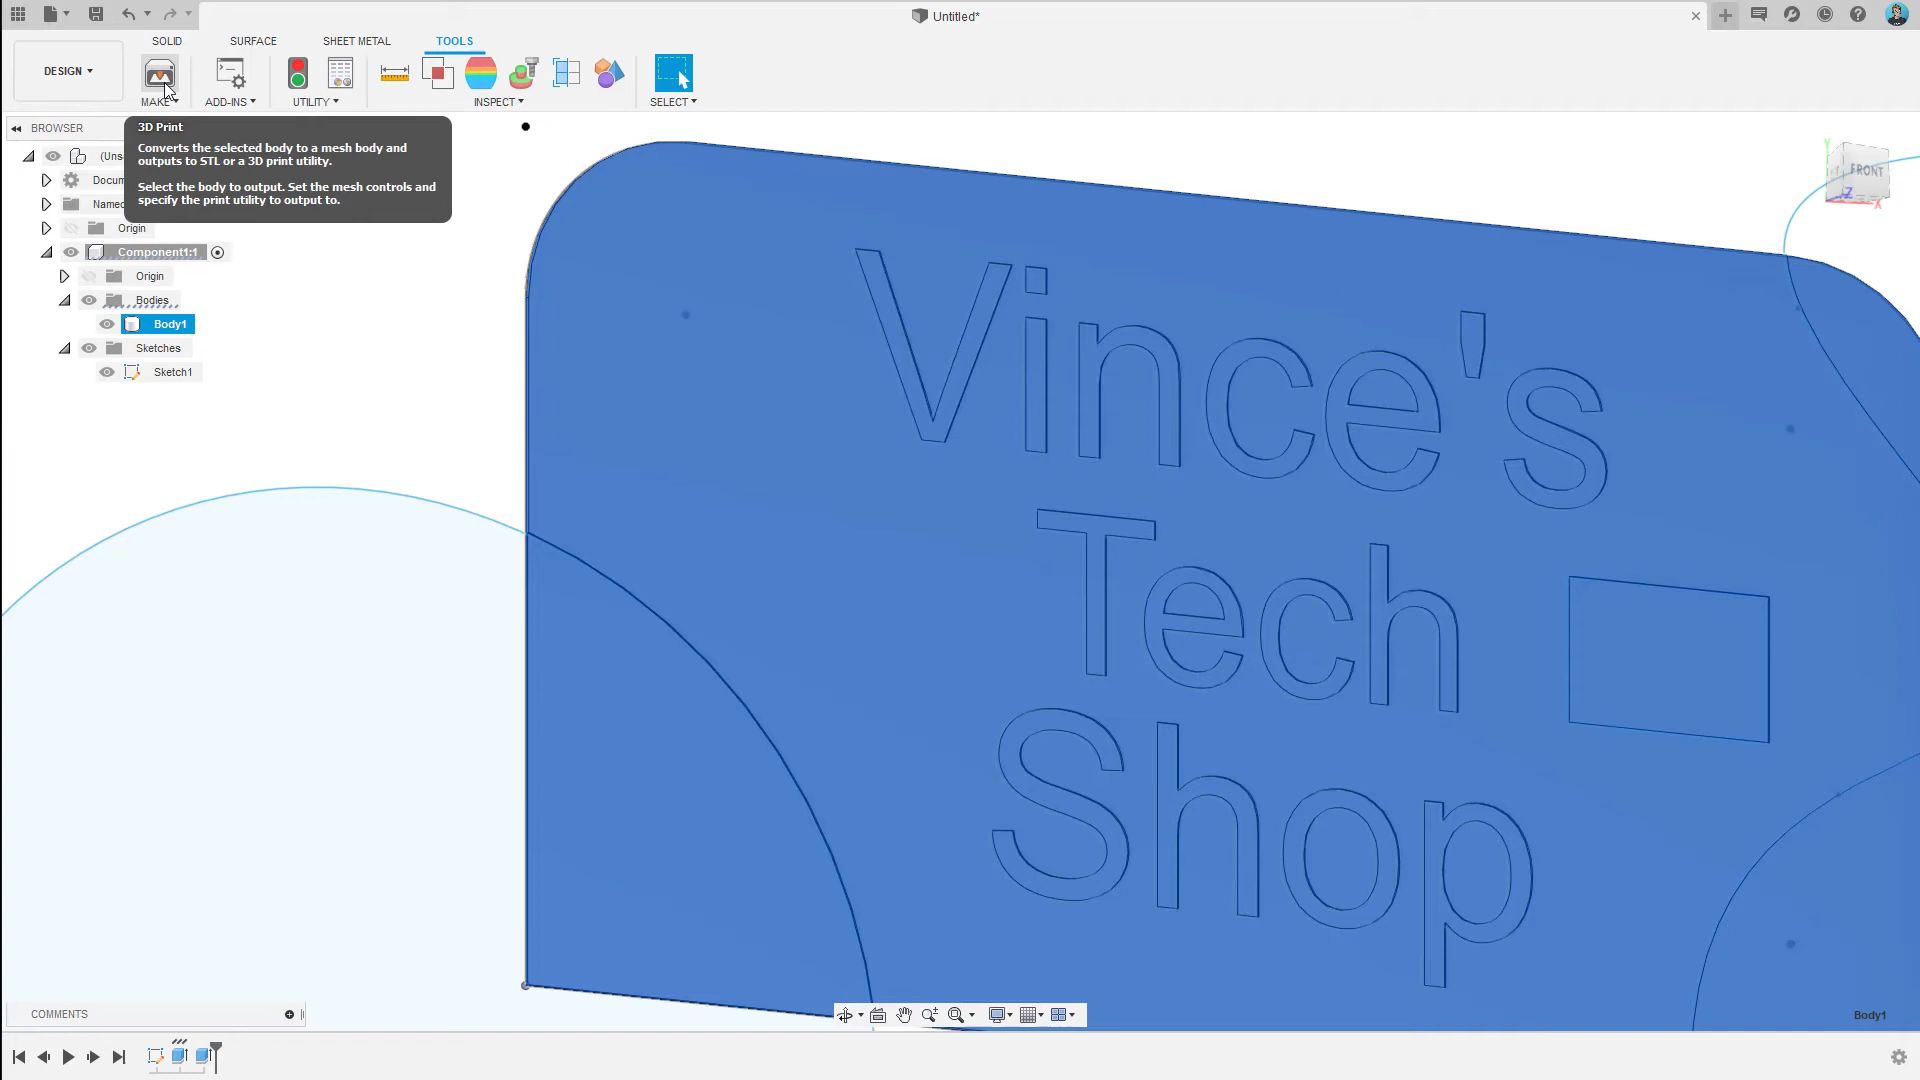 Untitled*
SOLID
SURFACE
SHEET METAL
TOOLS
DESIGN
MAKE
ADD-INS
UTILITY
INSPECT
SELECT
BROWSER
3D Print
Converts the selected body to a mesh body and
outputs to STL or a 3D print utility.
Select the body to output. Set the mesh controls and
specify the print utility to output to.
(Uns
Docum
Named
Origin
Component1:1
Origin
Bodies
Body1
Sketches
Sketch1
Y
FRONT
Z
X
Vince's
Tech
Shop
COMMENTS
Body1